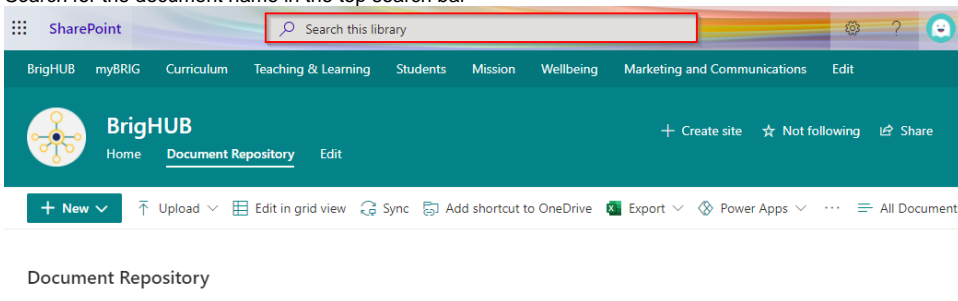 Search for the document name in the top search bar
SharePoint Search this library ?
BrigHUB myBRIG Curriculum Teaching & Learning Students Mission Wellbeing Marketing and Communications Edit
BrigHUB
Create site Not following Share
Home Document Repository Edit
New Upload Edit in grid view Sync Add shortcut to OneDrive Export Power Apps ... All Document
Document Repository